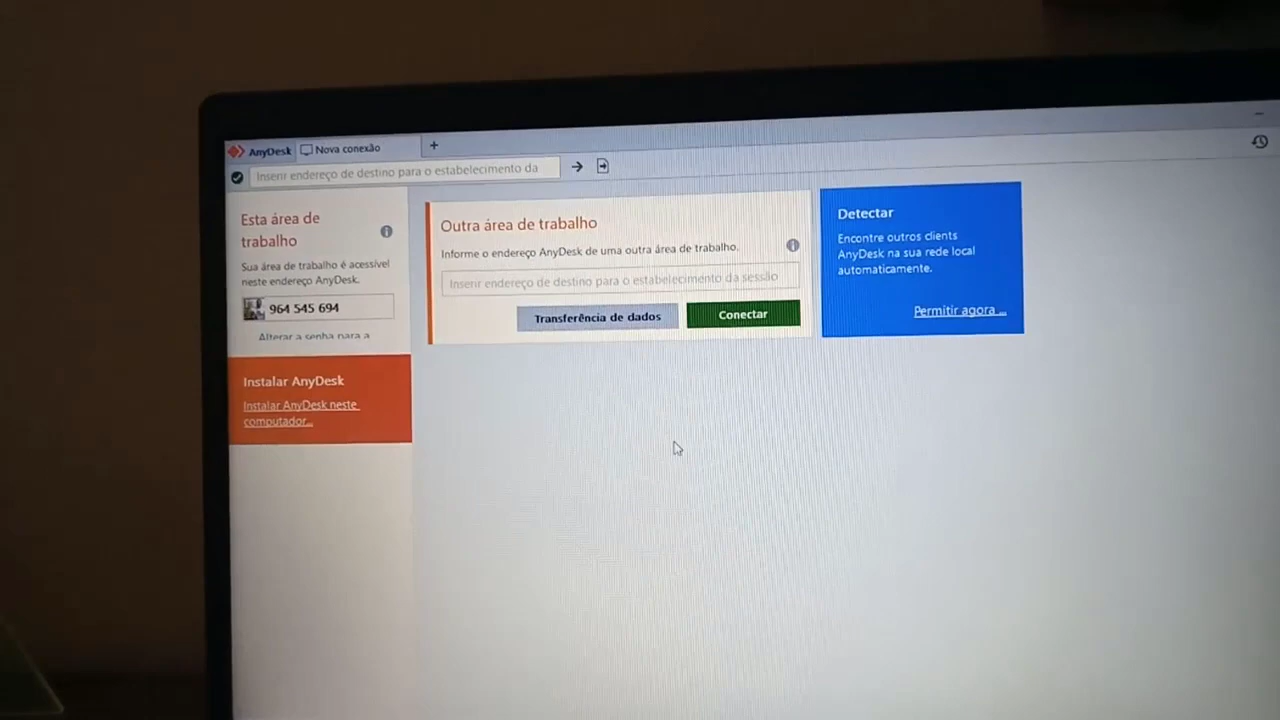 AnyDesk
Nova conexão
+
Inserir endereço de destino para o estabelecimento da
Esta área de
trabalho
Sua área de trabalho é acessível
neste endereço AnyDesk.
964 545 694
Alterar a senha para a
Instalar AnyDesk
Instalar AnyDesk neste
computador...
Outra área de trabalho
Informe o endereço AnyDesk de uma outra área de trabalho.
Inserir endereço de destino para o estabelecimento da sessão
Transferência de dados
Conectar
Detectar
Encontre outros clients
AnyDesk na sua rede local
automaticamente.
Permitir agora ...